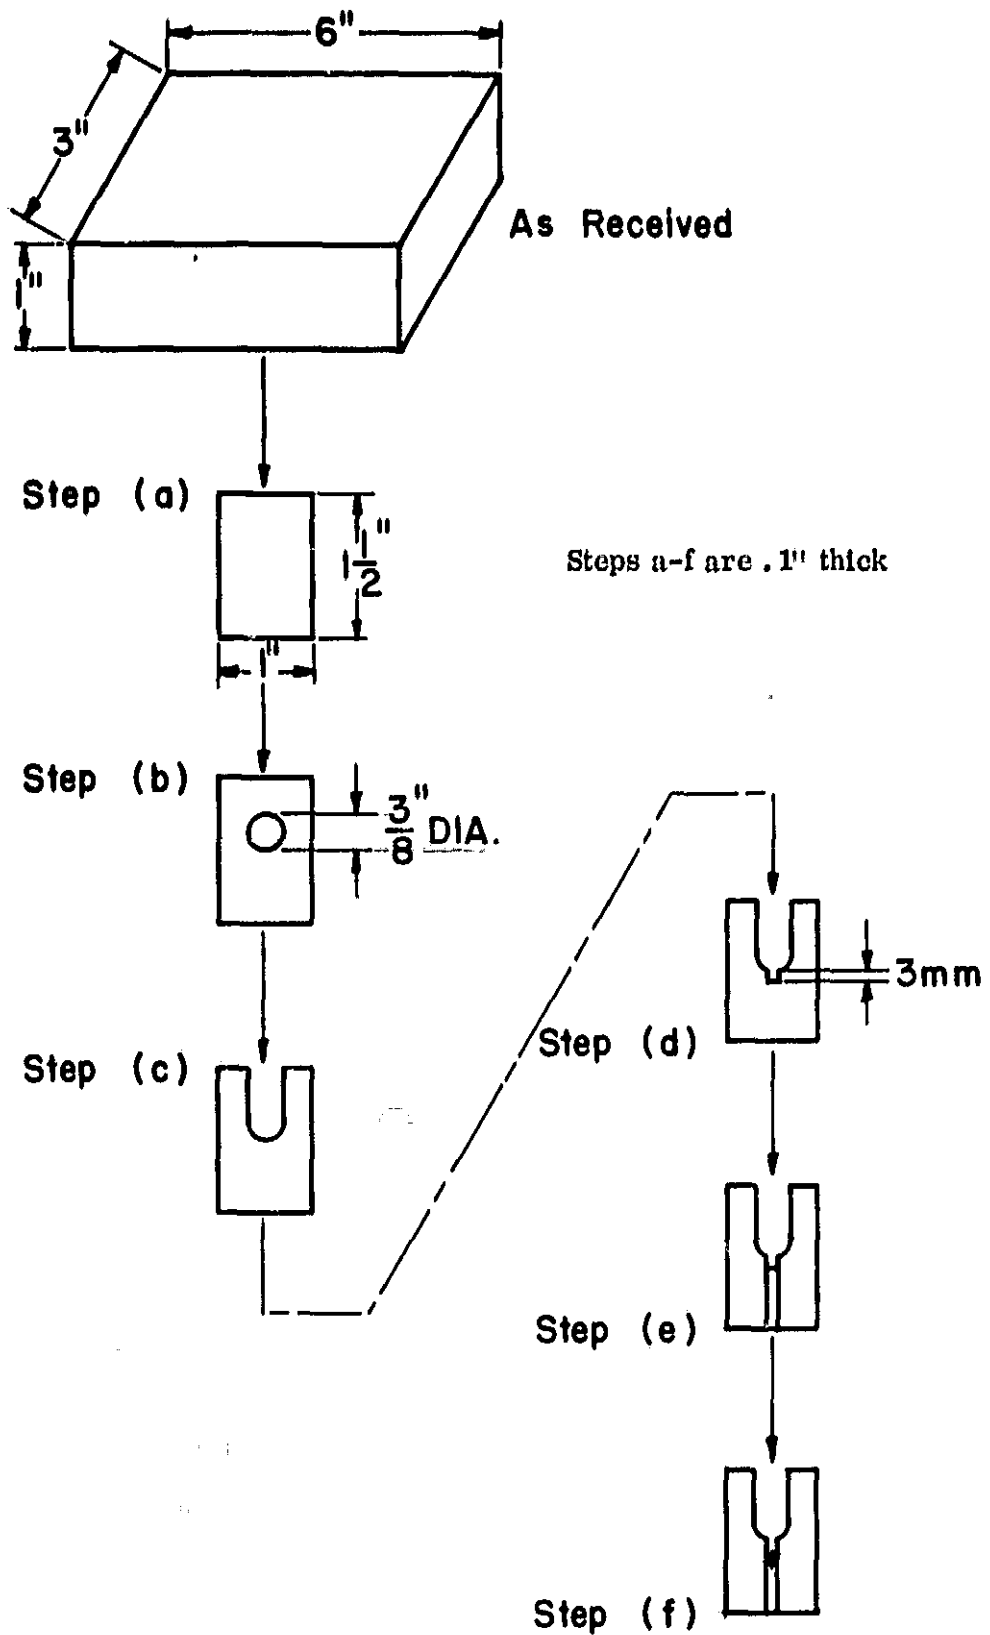 6"
3"
As Received
1"
Step (a)
1 1/2"
Steps a-f are .1" thick
1"
Step (b)
3/8" DIA.
3mm
Step (d)
Step (c)
Step (e)
Step (f)